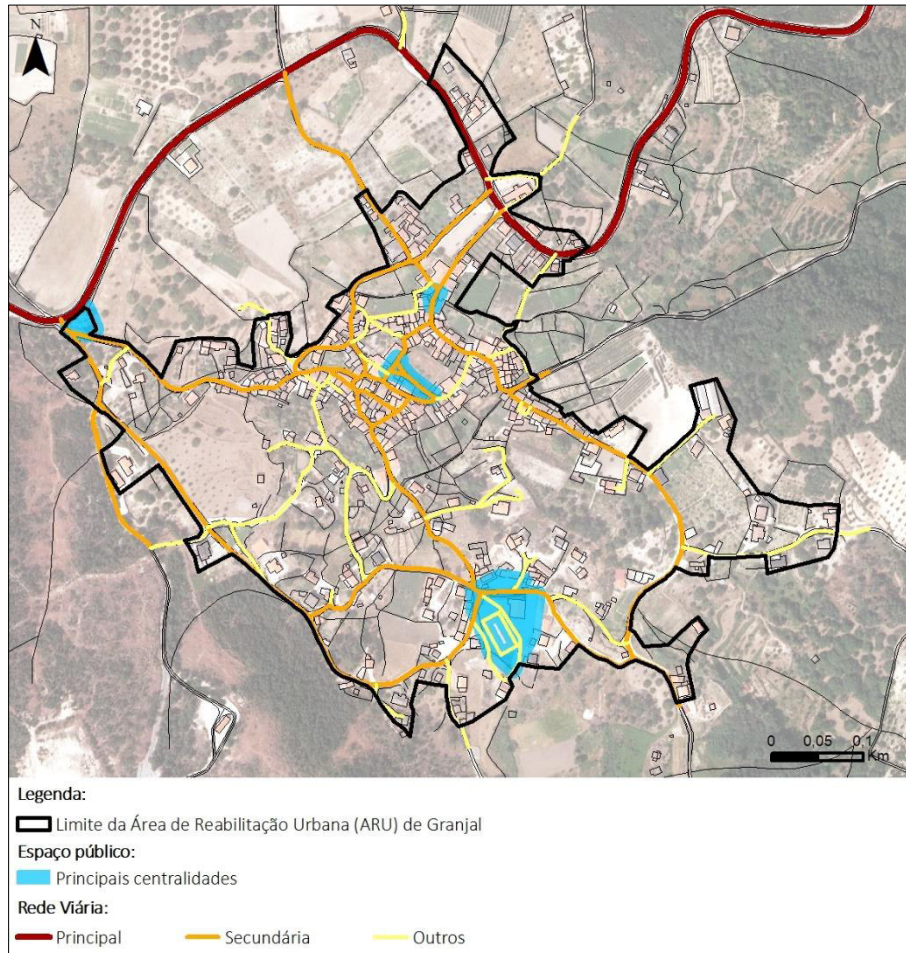 N
0 0,05 0,1
Km
Legenda:
Limite da Área de Reabilitação Urbana (ARU) de Granjal
Espaço público:
Principais centralidades
Rede Viária:
Principal Secundária Outros